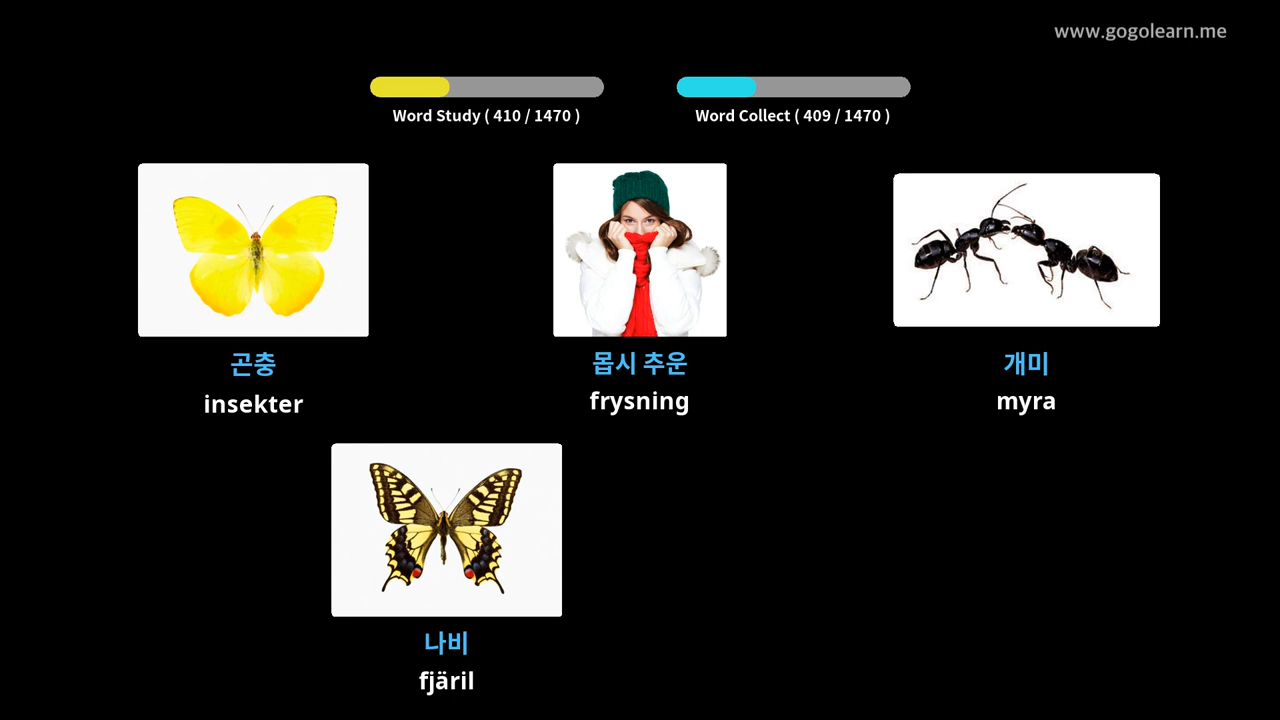 www.gogolearn.me
Word Study ( 410 / 1470 )
Word Collect ( 409 / 1470 )
곤충
insekter
몹시 추운
frysning
개미
myra
나비
fjäril